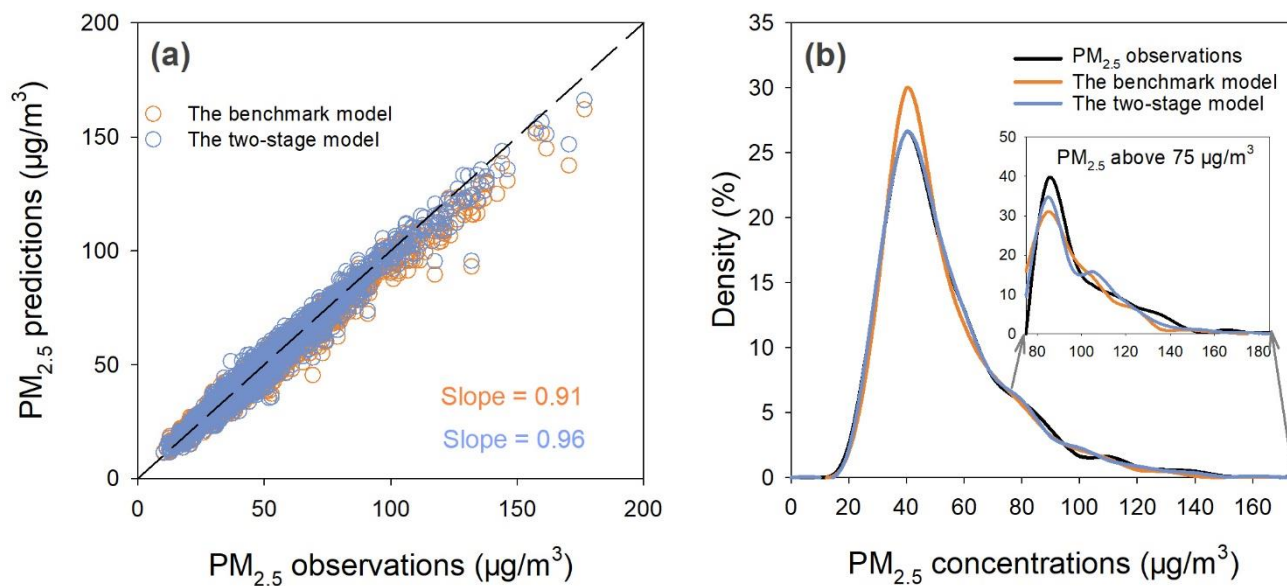 (a)
The benchmark model
The two-stage model
Slope = 0.91
Slope = 0.96
200
150
100
50
0
0 50 100 150 200
PM2.5 predictions (µg/m³)
PM2.5 observations (µg/m³)
(b)
PM2.5 observations
The benchmark model
The two-stage model
PM2.5 above 75 µg/m³
50
40
30
20
10
0
80 100 120 140 160 180
35
30
25
20
15
10
5
0
0 20 40 60 80 100 120 140 160
Density (%)
PM2.5 concentrations (µg/m³)